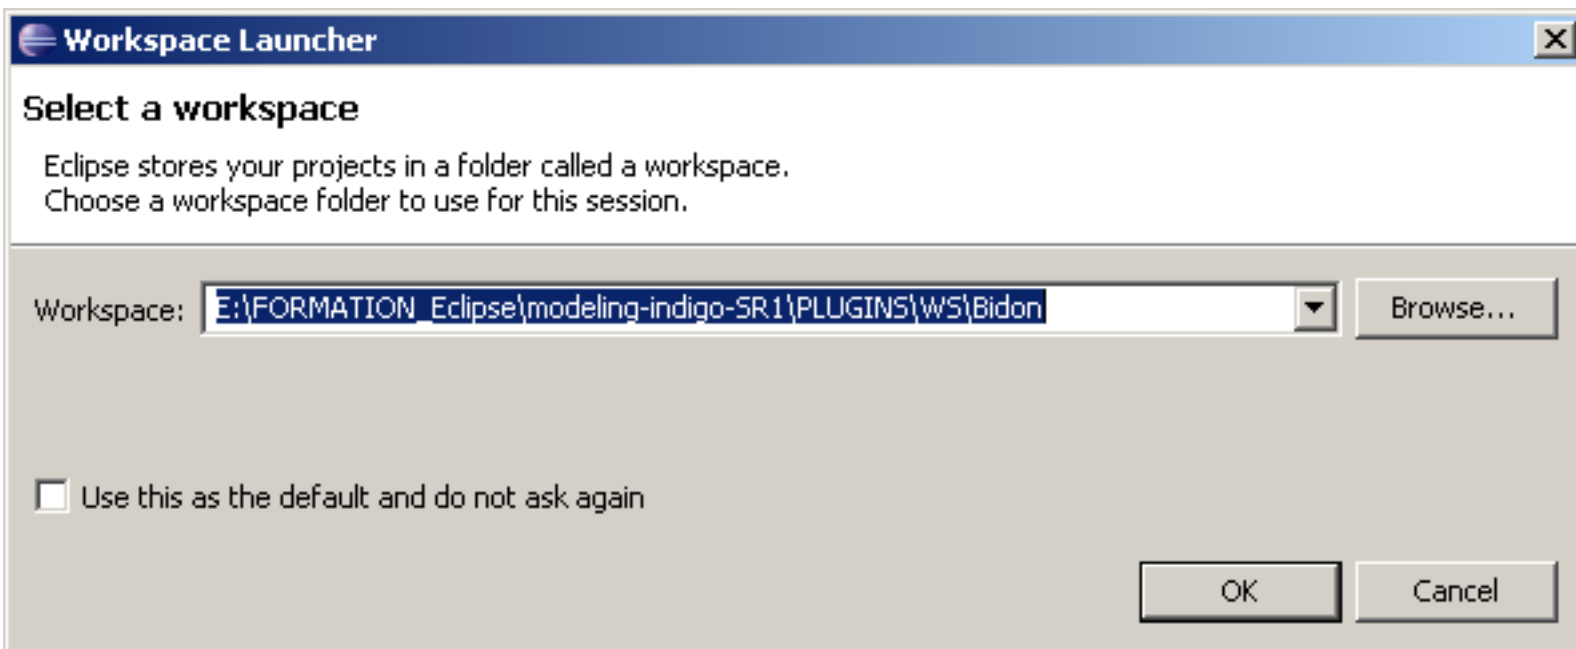 Workspace Launcher
Select a workspace
Eclipse stores your projects in a folder called a workspace.
Choose a workspace folder to use for this session.
Workspace: E:\FORMATION_Eclipse\modeling-indigo-SR1\PLUGINS\WS\Bidon Browse...
Use this as the default and do not ask again
OK Cancel